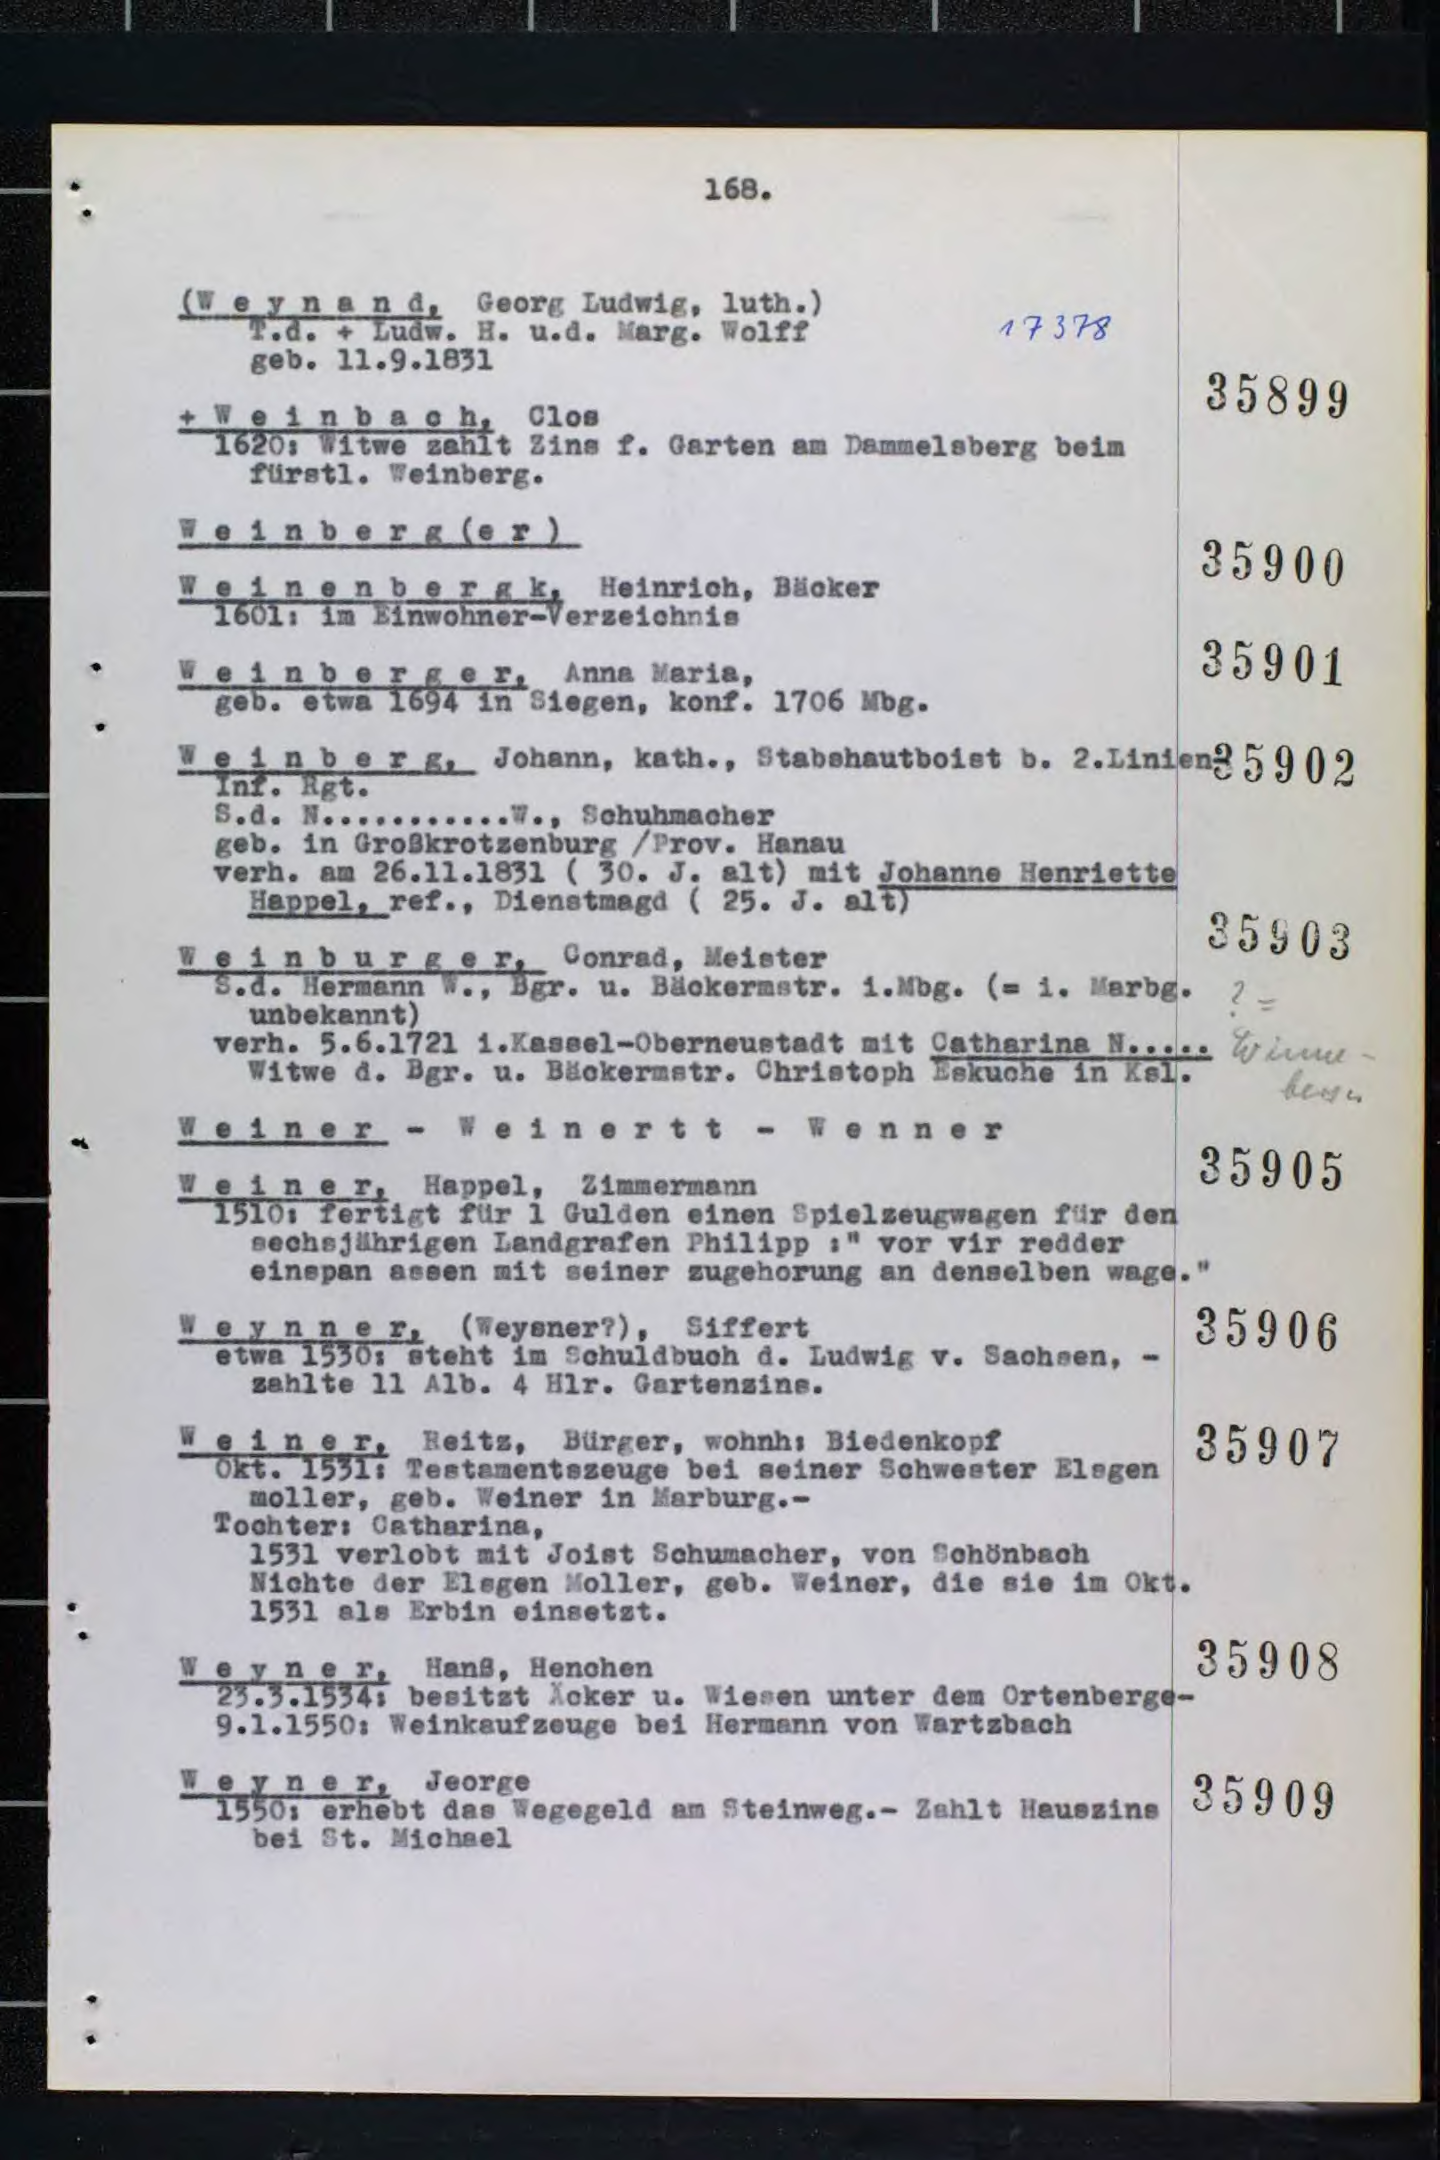 168.
(W e y n a n d, Georg Ludwig, luth.)
T.d. + Ludw. H. u.d. Marg. Wolff 17378
geb. 11.9.1831
35899
+ W e i n b a c h, Clos
1620: Witwe zahlt Zins f. Garten am Dammelsberg beim
fürstl. Weinberg.
W e i n b e r g (e r )
35900
W e i n e n b e r g k, Heinrich, Bäcker
1601: im Einwohner-Verzeichnis
35901
W e i n b e r g e r, Anna Maria,
geb. etwa 1694 in Siegen, konf. 1706 Mbg.
W e i n b e r g, Johann, kath., Stabshautboist b. 2.Linien- 35902
Inf. Rgt.
S.d. N............W., Schuhmacher
geb. in Großkrotzenburg /Prov. Hanau
verh. am 26.11.1831 ( 30. J. alt) mit Johanne Henriette
Happel, ref., Dienstmagd ( 25. J. alt)
35903
W e i n b u r g e r, Conrad, Meister
S.d. Hermann W., Bgr. u. Bäckermstr. i.Mbg. (= i. Marbg. ? =
unbekannt)
verh. 5.6.1721 i.Kassel-Oberneustadt mit Catharina N..... Winne-
Witwe d. Bgr. u. Bäckermstr. Christoph Eskuche in Ksl.
W e i n e r - W e i n e r t t - W e n n e r
35905
W e i n e r, Happel, Zimmermann
1510: fertigt für 1 Gulden einen Spielzeugwagen für den
sechsjährigen Landgrafen Philipp :" vor vir redder
einspan assen mit seiner zugehorung an denselben wage."
W e y n n e r, (Weysner?), Siffert 35906
etwa 1530: steht im Schuldbuch d. Ludwig v. Sachsen, -
zahlte 11 Alb. 4 Hlr. Gartenzins.
W e i n e r, Reitz, Bürger, wohnh: Biedenkopf 35907
Okt. 1531: Testamentszeuge bei seiner Schwester Elsgen
moller, geb. Weiner in Marburg.-
Tochter: Catharina,
1531 verlobt mit Joist Schumacher, von Schönbach
Nichte der Elsgen Moller, geb. Weiner, die sie im Okt.
1531 als Erbin einsetzt.
W e y n e r, Hanß, Henchen 35908
23.3.1534: besitzt Äcker u. Wiesen unter dem Ortenberge-
9.1.1550: Weinkaufzeuge bei Hermann von Wartzbach
W e y n e r, Jeorge 35909
1550: erhebt das Wegegeld am Steinweg.- Zahlt Hauszins
bei St. Michael